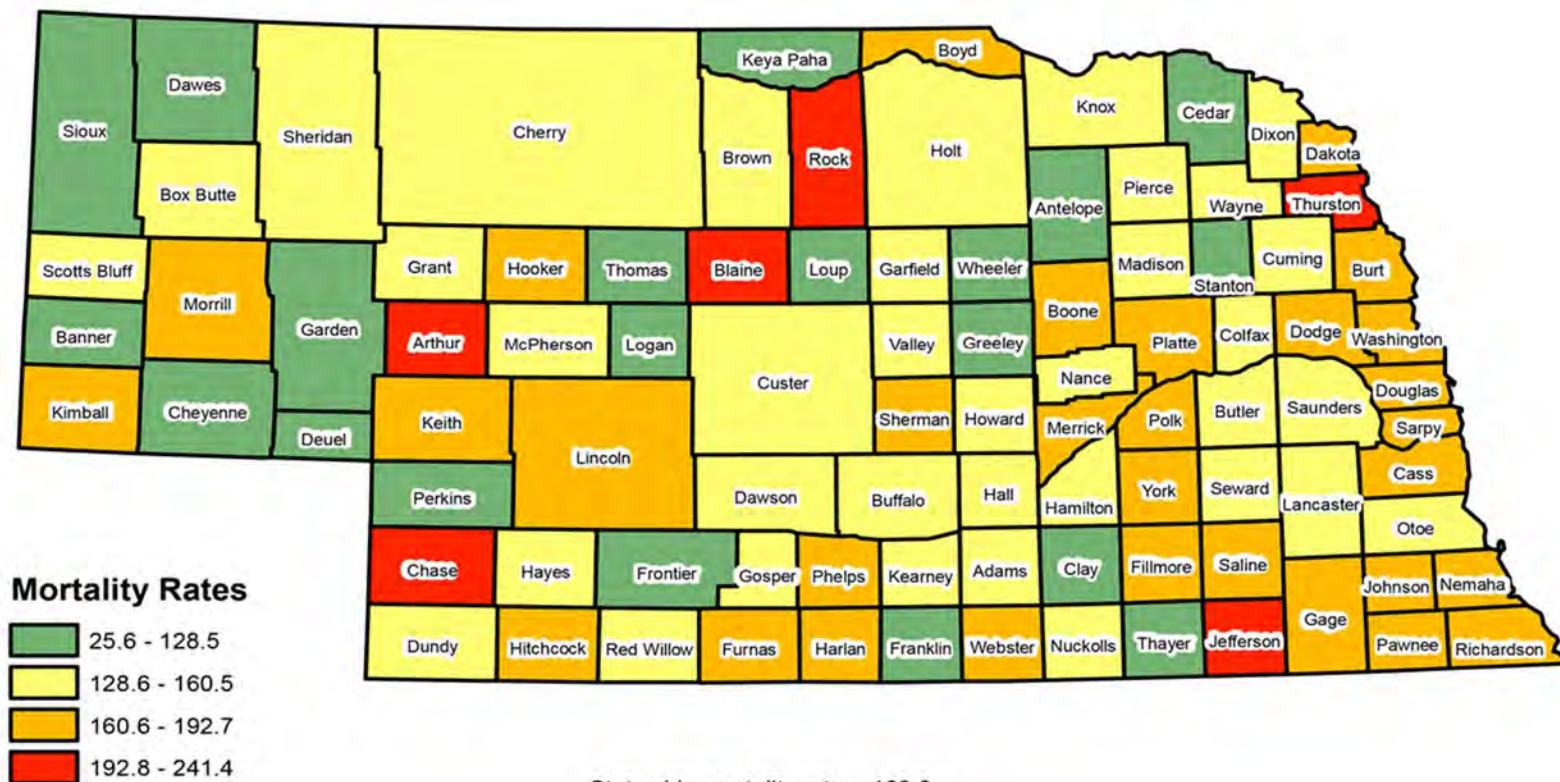 Keya Paha
Boyd
Dawes
Sioux
Sheridan
Cherry
Knox
Cedar
Dixon
Dakota
Brown
Rock
Holt
Box Butte
Antelope
Pierce
Wayne
Thurston
Scotts Bluff
Grant
Hooker
Thomas
Blaine
Loup
Garfield
Wheeler
Madison
Stanton
Cuming
Burt
Morrill
Garden
Banner
Arthur
McPherson
Logan
Custer
Valley
Greeley
Boone
Platte
Colfax
Dodge
Washington
Nance
Kimball
Cheyenne
Deuel
Keith
Lincoln
Sherman
Howard
Merrick
Polk
Butler
Saunders
Douglas
Sarpy
Perkins
Dawson
Buffalo
Hall
Hamilton
York
Seward
Lancaster
Cass
Otoe
Chase
Hayes
Frontier
Gosper
Phelps
Kearney
Adams
Clay
Fillmore
Saline
Gage
Johnson
Nemaha
Dundy
Hitchcock
Red Willow
Furnas
Harlan
Franklin
Webster
Nuckolls
Thayer
Jefferson
Pawnee
Richardson
Mortality Rates
25.6 - 128.5
128.6 - 160.5
160.6 - 192.7
192.8 - 241.4